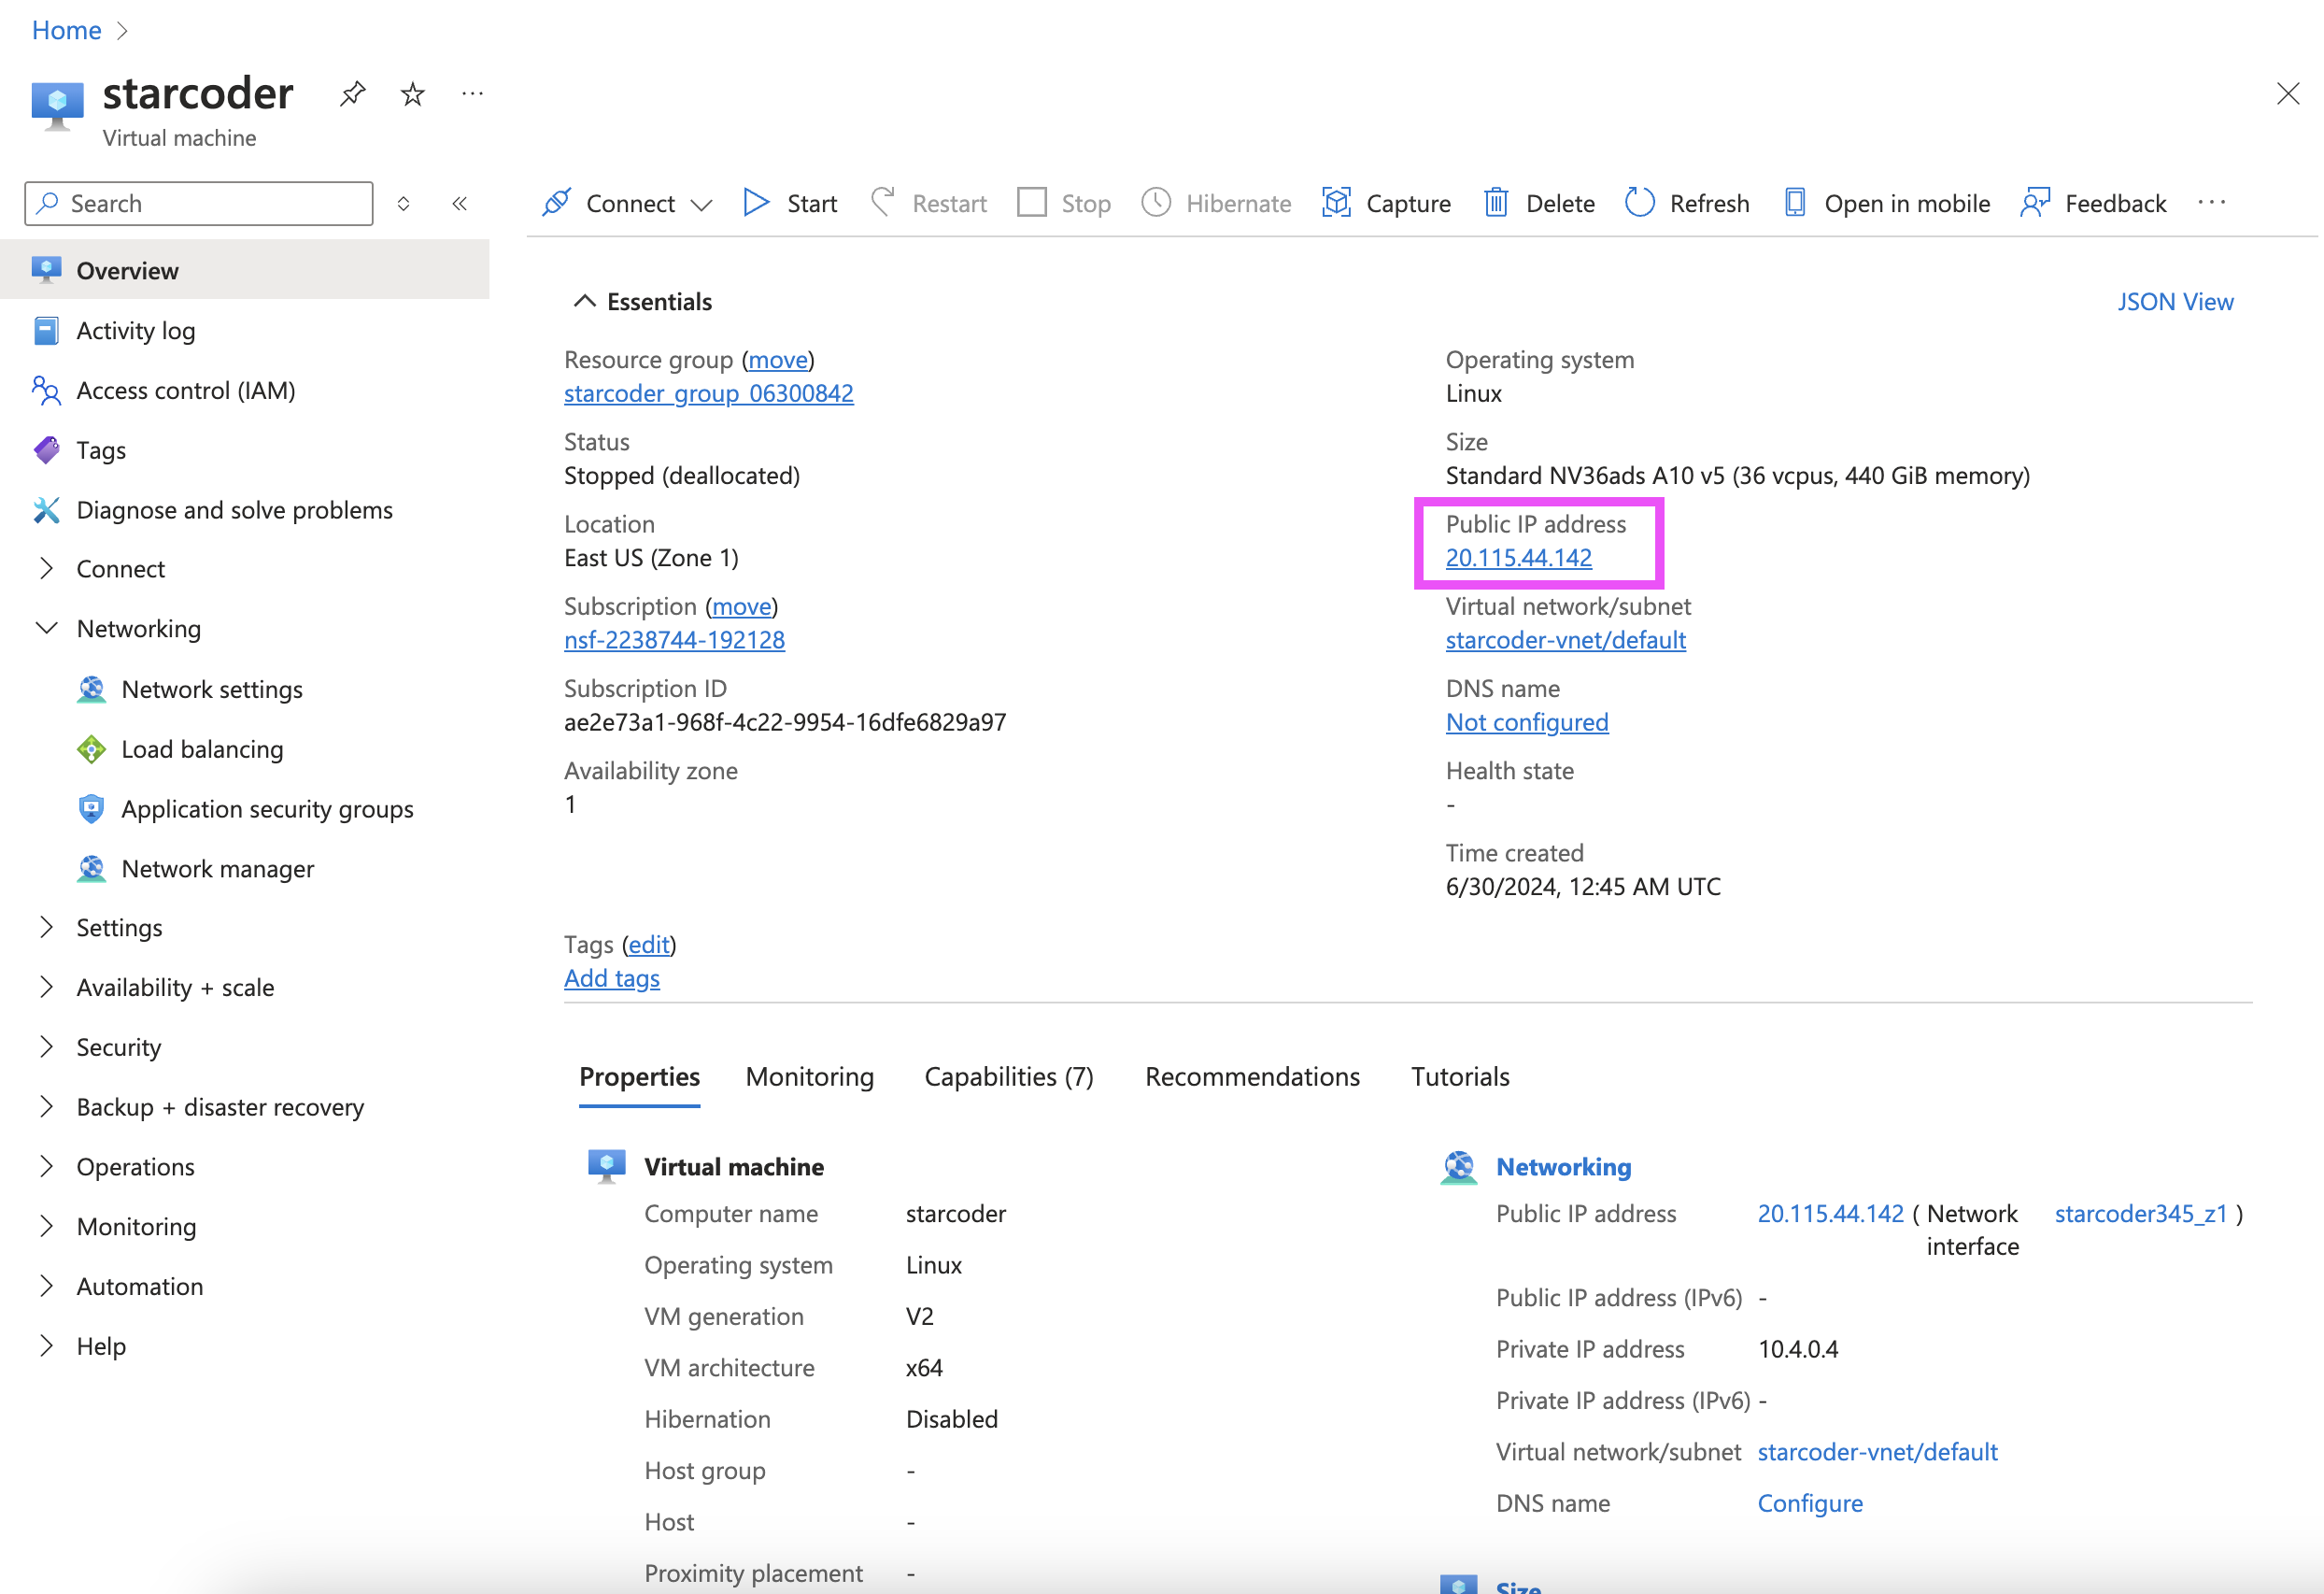 Home
starcoder
Virtual machine
Search
Connect
Start
Restart
Stop
Hibernate
Capture
Delete
Refresh
Open in mobile
Feedback
Overview
Activity log
Access control (IAM)
Tags
Diagnose and solve problems
Connect
Networking
Network settings
Load balancing
Application security groups
Network manager
Settings
Availability + scale
Security
Backup + disaster recovery
Operations
Monitoring
Automation
Help
Essentials
JSON View
Resource group (move)
starcoder_group_06300842
Status
Stopped (deallocated)
Location
East US (Zone 1)
Subscription (move)
nsf-2238744-192128
Subscription ID
ae2e73a1-968f-4c22-9954-16dfe6829a97
Availability zone
1
Operating system
Linux
Size
Standard NV36ads A10 v5 (36 vcpus, 440 GiB memory)
Public IP address
20.115.44.142
Virtual network/subnet
starcoder-vnet/default
DNS name
Not configured
Health state
-
Time created
6/30/2024, 12:45 AM UTC
Tags (edit)
Add tags
Properties
Monitoring
Capabilities (7)
Recommendations
Tutorials
Virtual machine
Computer name starcoder
Operating system Linux
VM generation V2
VM architecture x64
Hibernation Disabled
Host group -
Host -
Proximity placement -
Networking
Public IP address 20.115.44.142 ( Network starcoder345_z1 )
interface
Public IP address (IPv6) -
Private IP address 10.4.0.4
Private IP address (IPv6) -
Virtual network/subnet starcoder-vnet/default
DNS name Configure
Size